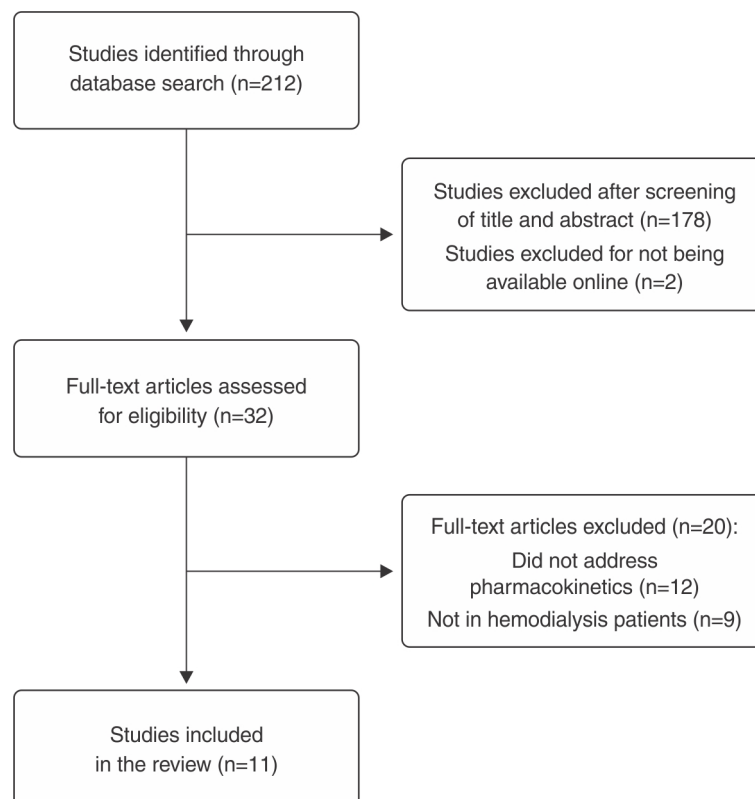 Studies identified through
database search (n=212)
Studies excluded after screening
of title and abstract (n=178)
Studies excluded for not being
available online (n=2)
Full-text articles assessed
for eligibility (n=32)
Full-text articles excluded (n=20):
Did not address
pharmacokinetics (n=12)
Not in hemodialysis patients (n=9)
Studies included
in the review (n=11)